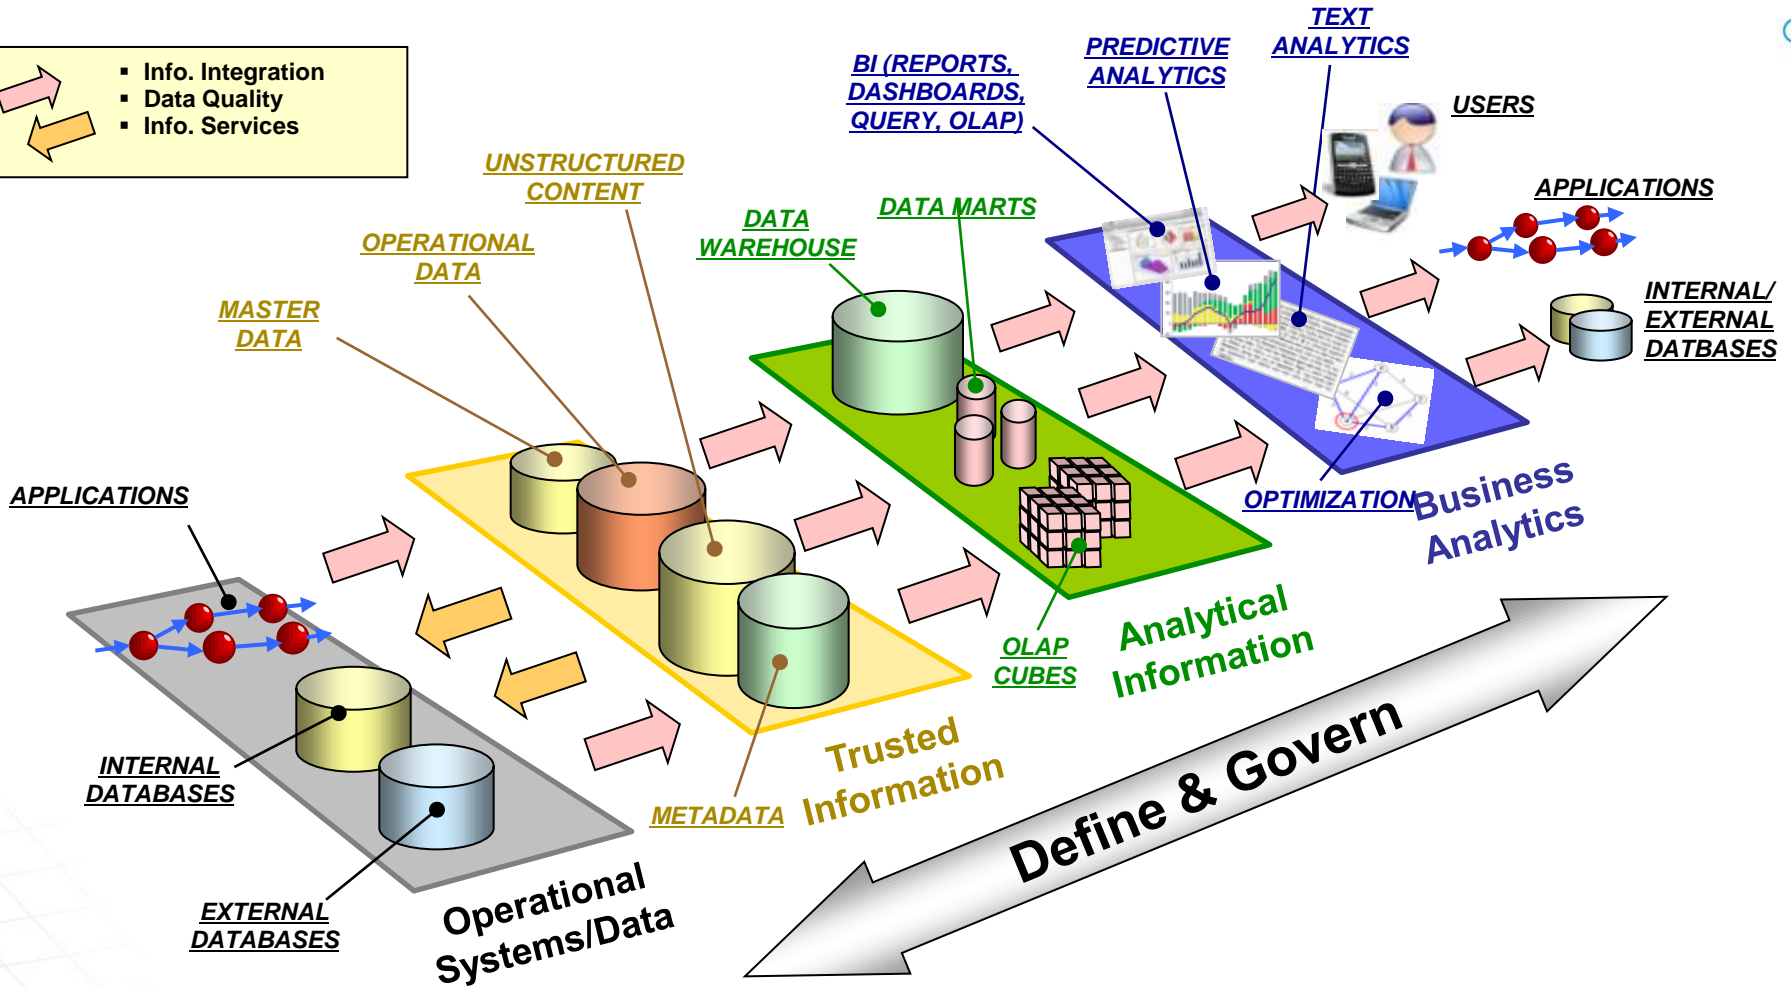 ▪ Info. Integration
▪ Data Quality
▪ Info. Services
TEXT
ANALYTICS
PREDICTIVE
ANALYTICS
BI (REPORTS,
DASHBOARDS,
QUERY, OLAP)
USERS
APPLICATIONS
INTERNAL/
EXTERNAL
DATBASES
UNSTRUCTURED
CONTENT
DATA MARTS
DATA
WAREHOUSE
OPERATIONAL
DATA
MASTER
DATA
APPLICATIONS
OPTIMIZATION
Business
Analytics
OLAP
CUBES
Analytical
Information
INTERNAL
DATABASES
METADATA
Trusted
Information
EXTERNAL
DATABASES
Operational
Systems/Data
Define & Govern